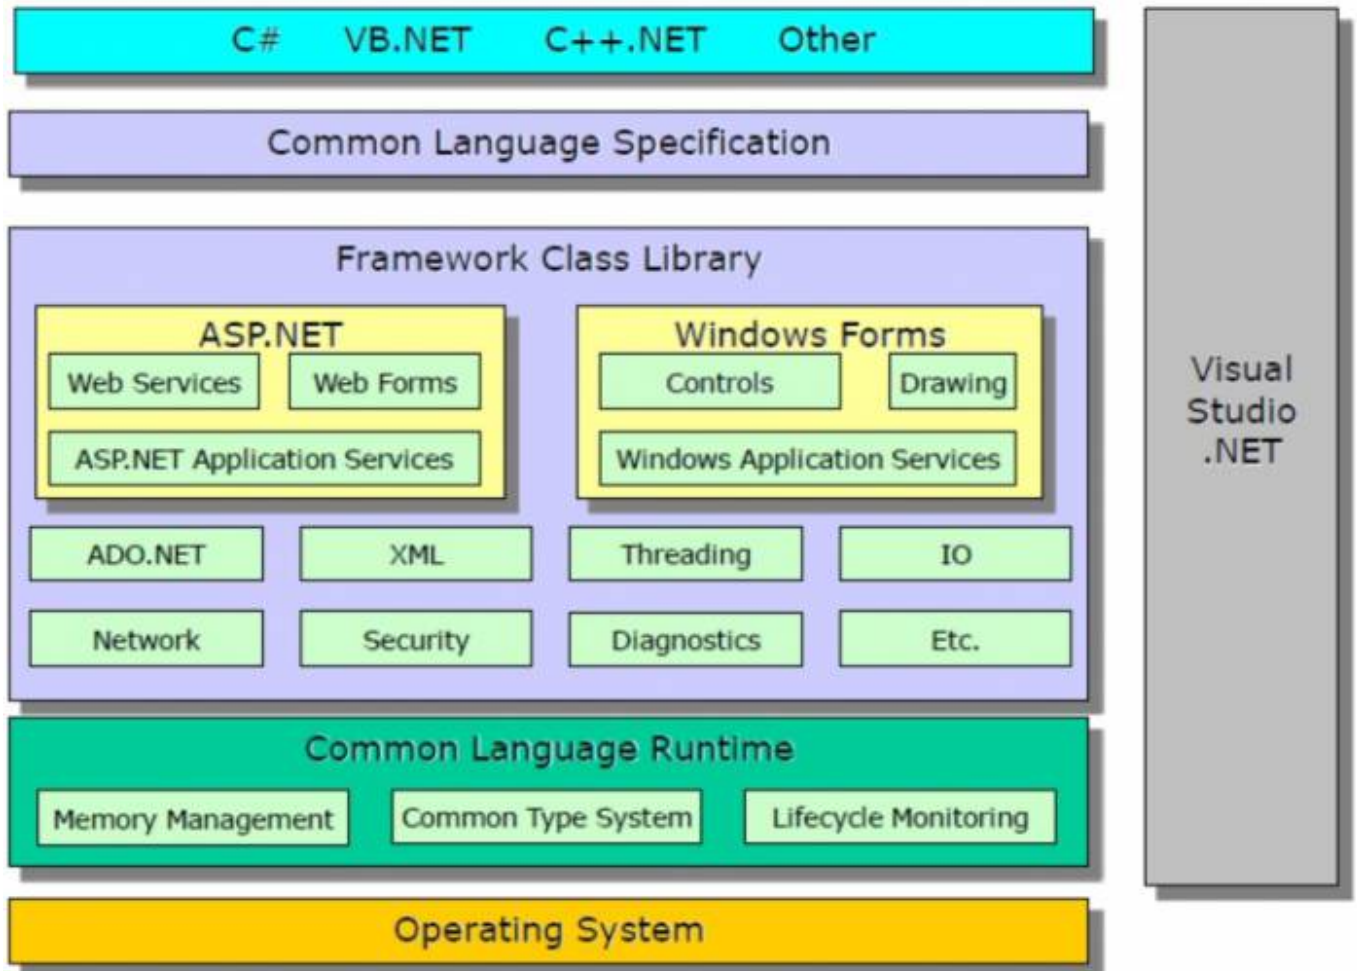 C# VB.NET C++.NET Other
Common Language Specification
Framework Class Library
ASP.NET
Web Services Web Forms
ASP.NET Application Services
Windows Forms
Controls Drawing
Windows Application Services
ADO.NET XML Threading IO
Network Security Diagnostics Etc.
Common Language Runtime
Memory Management Common Type System Lifecycle Monitoring
Operating System
Visual
Studio
.NET